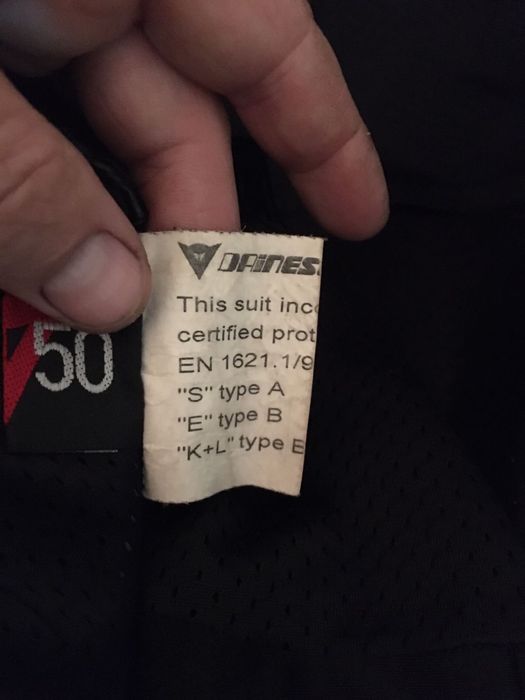 DAINES
This suit inc
certified prot
EN 1621.1/9
"S" type A
"E" type B
"K+L" type B
50